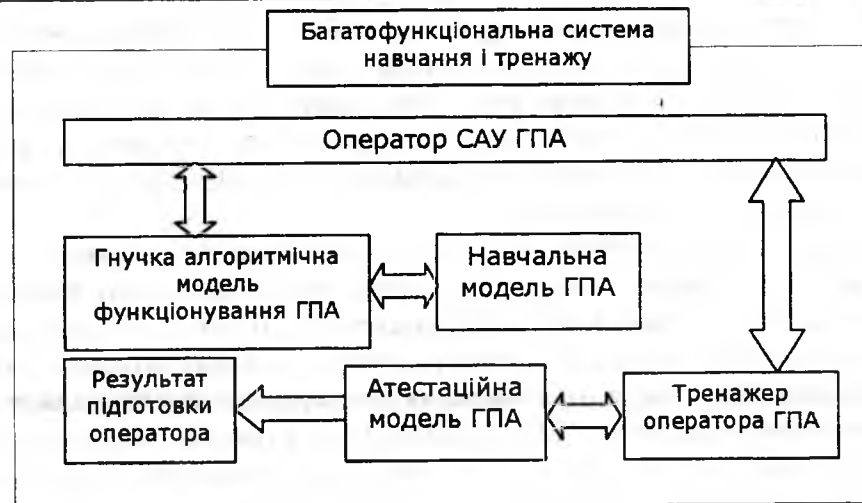 Багатофункціональна система
навчання і тренажу
Оператор САУ ГПА
Гнучка алгоритмічна
модель
функціонування ГПА
Навчальна
модель ГПА
Результат
підготовки
оператора
Атестаційна
модель ГПА
Тренажер
оператора ГПА